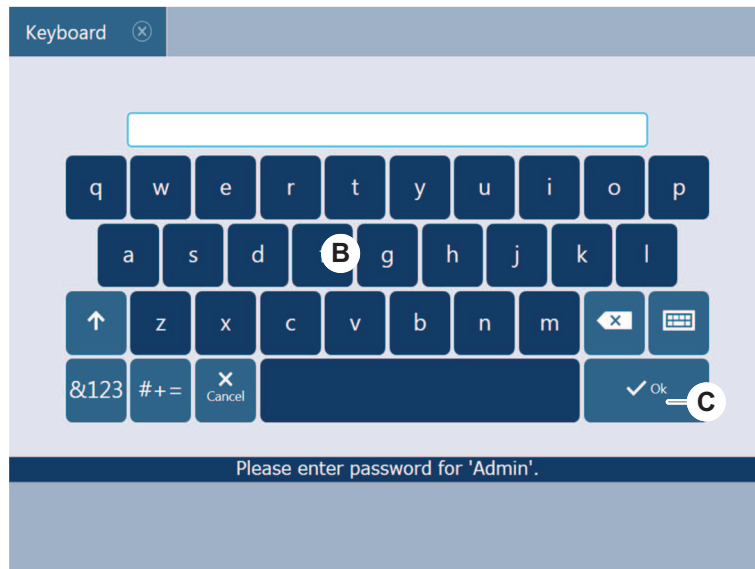 Keyboard
q w e r t y u i o p
a s d B g h j k l
z x c v b n m
&123 #+= Cancel Ok C
Please enter password for 'Admin'.